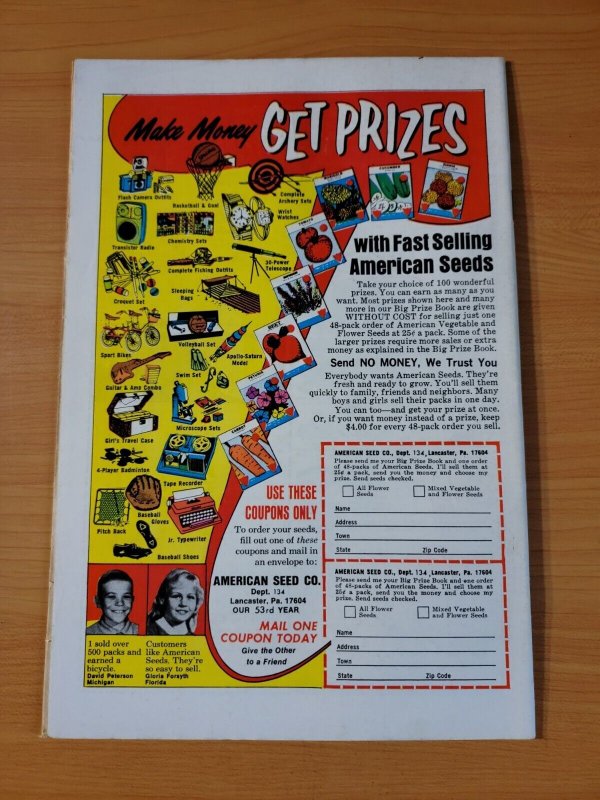 Make Money GET PRIZES
Flash Camera Outfits
Basketball & Goal
Complete
Archery Sets
Wrist
Watches
Transistor Radio
Chemistry Sets
30-Power
Telescope
Complete Fishing Outfits
Croquet Set
Sleeping
Bags
Sport Bikes
Volleyball Set
Apollo-Saturn
Model
Guitar & Amp Combo
Swim Set
Girl's Travel Case
Microscope Sets
4-Player Badminton
Tape Recorder
Pitch Back
Baseball
Gloves
Jr. Typewriter
Baseball Shoes
with Fast Selling
American Seeds
Take your choice of 100 wonderful
prizes. You can earn as many as you
want. Most prizes shown here and many
more in our Big Prize Book are given
WITHOUT COST for selling just one
48-pack order of American Vegetable and
Flower Seeds at 25¢ a pack. Some of the
larger prizes require more sales or extra
money as explained in the Big Prize Book.
Send NO MONEY, We Trust You
Everybody wants American Seeds. They're
fresh and ready to grow. You'll sell them
quickly to family, friends and neighbors. Many
boys and girls sell their packs in one day.
You can too—and get your prize at once.
Or, if you want money instead of a prize, keep
$4.00 for every 48-pack order you sell.
USE THESE
COUPONS ONLY
To order your seeds,
fill out one of these
coupons and mail in
an envelope to:
AMERICAN SEED CO.
Dept. 134
Lancaster, Pa. 17604
OUR 53rd YEAR
MAIL ONE
COUPON TODAY
Give the Other
to a Friend
AMERICAN SEED CO., Dept. 134, Lancaster, Pa. 17604
Please send me your Big Prize Book and one order
of 48-packs of American Seeds. I'll sell them at
25¢ a pack, send you the money and choose my
prize. Send seeds checked.
All Flower
Seeds
Mixed Vegetable
and Flower Seeds
Name
Address
Town
State Zip Code
AMERICAN SEED CO., Dept. 134, Lancaster, Pa. 17604
Please send me your Big Prize Book and one order
of 48-packs of American Seeds. I'll sell them at
25¢ a pack, send you the money and choose my
prize. Send seeds checked.
All Flower
Seeds
Mixed Vegetable
and Flower Seeds
Name
Address
Town
State Zip Code
I sold over
500 packs and
earned a
bicycle.
David Peterson
Michigan
Customers
like American
Seeds. They're
so easy to sell.
Gloria Forsyth
Florida